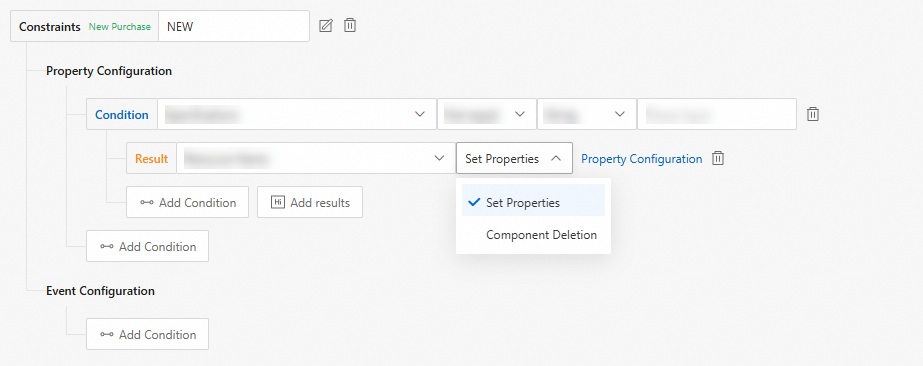 Constraints New Purchase NEW
Property Configuration
Condition
Result Set Properties Property Configuration
Add Condition Hi Add results
Set Properties
Component Deletion
Add Condition
Event Configuration
Add Condition